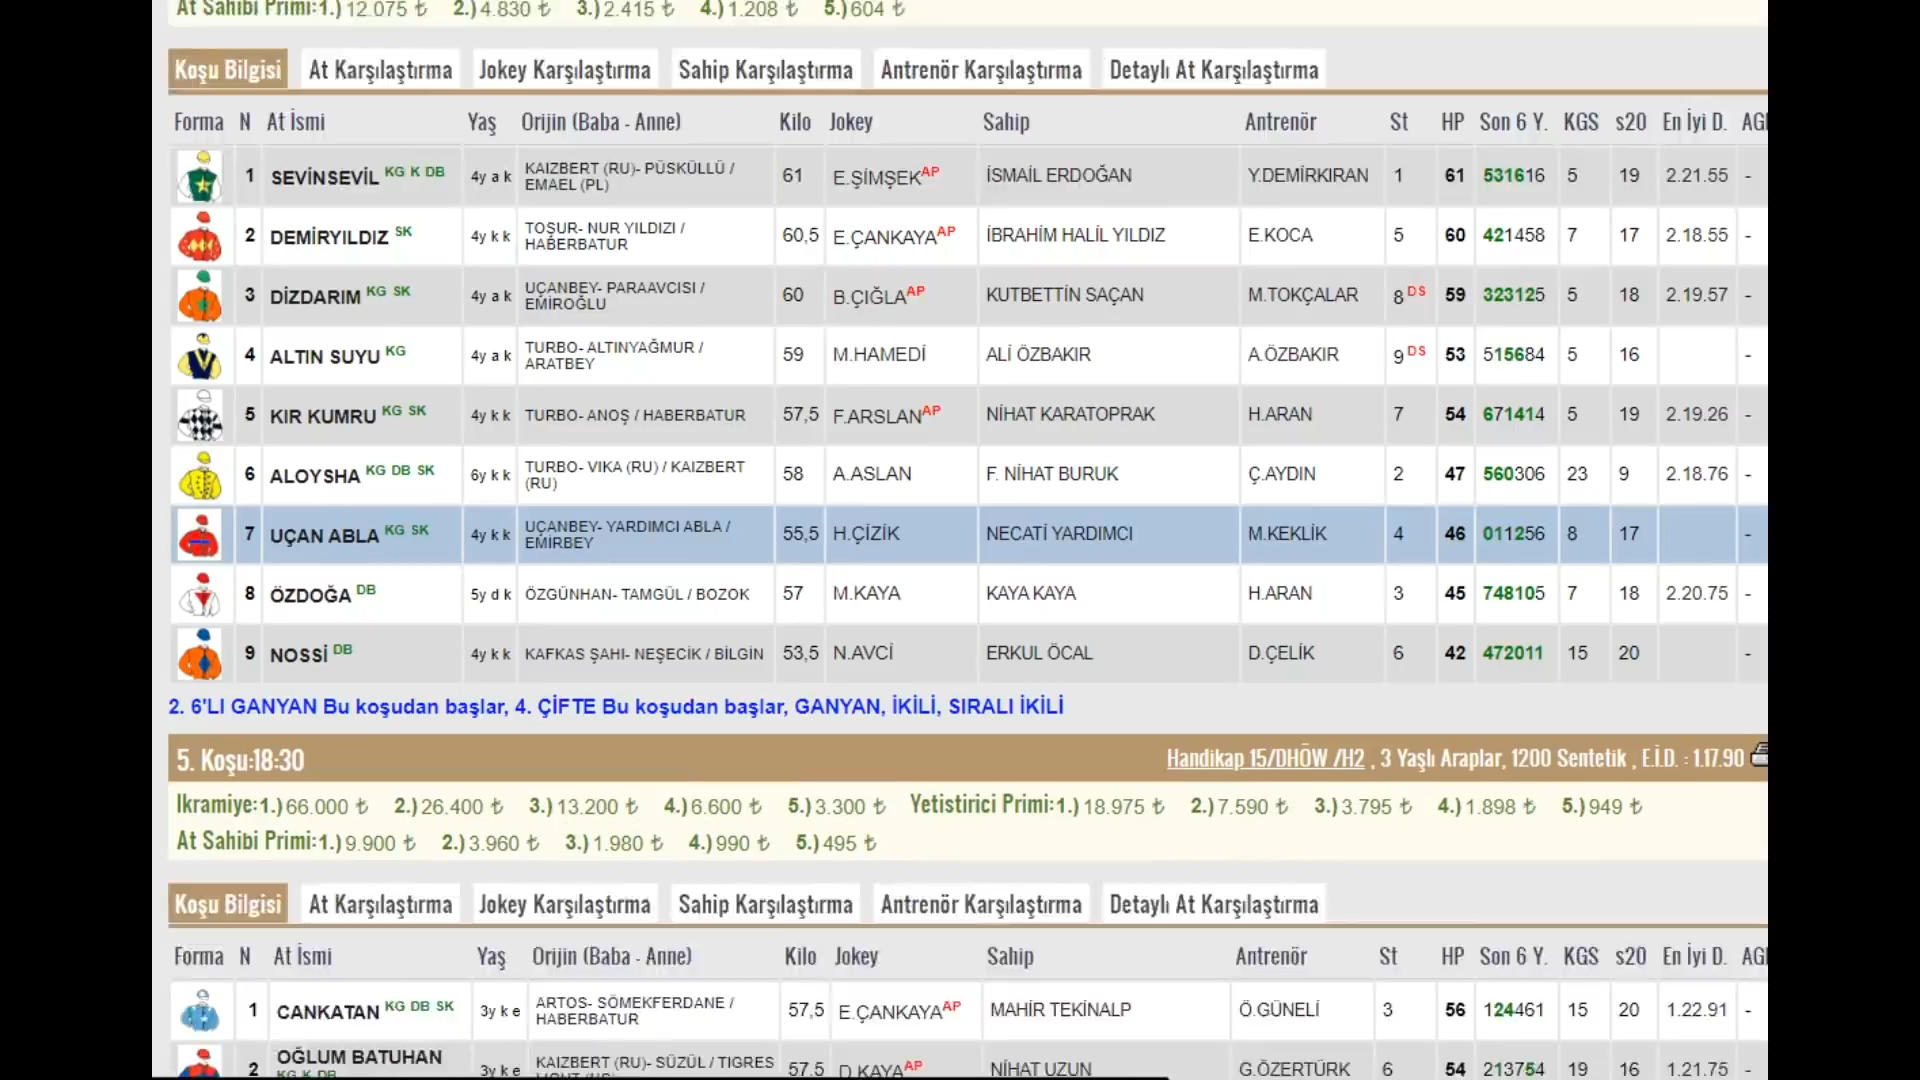 At Sahibi Primi:1.) 12.075 ₺ 2.) 4.830 ₺ 3.) 2.415 ₺ 4.) 1.208 ₺ 5.) 604 ₺
Koşu Bilgisi At Karşılaştırma Jokey Karşılaştırma Sahip Karşılaştırma Antrenör Karşılaştırma Detaylı At Karşılaştırma
Forma N At İsmi Yaş Orijin (Baba - Anne) Kilo Jokey Sahip Antrenör St HP Son 6 Y. KGS s20 En İyi D.
1 SEVİNSEVİL KG K DB 4y a k KAIZBERT (RU)- PÜSKÜLLÜ / EMAEL (PL) 61 E.ŞİMŞEK AP İSMAİL ERDOĞAN Y.DEMİRKIRAN 1 61 531616 5 19 2.21.55 -
2 DEMİRYILDIZ SK 4y k k TOŞUR- NUR YILDIZI / HABERBATUR 60,5 E.ÇANKAYA AP İBRAHİM HALİL YILDIZ E.KOCA 5 60 421458 7 17 2.18.55 -
3 DİZDARIM KG SK 4y a k UÇANBEY- PARAAVCISI / EMİROĞLU 60 B.ÇIĞLA AP KUTBETTİN SAÇAN M.TOKÇALAR 8 DS 59 323125 5 18 2.19.57 -
4 ALTIN SUYU KG 4y a k TURBO- ALTINYAĞMUR / ARATBEY 59 M.HAMEDİ ALİ ÖZBAKIR A.ÖZBAKIR 9 DS 53 515684 5 16 -
5 KIR KUMRU KG SK 4y k k TURBO- ANOŞ / HABERBATUR 57,5 F.ARSLAN AP NİHAT KARATOPRAK H.ARAN 7 54 671414 5 19 2.19.26 -
6 ALOYSHA KG DB SK 6y k k TURBO- VIKA (RU) / KAIZBERT (RU) 58 A.ASLAN F. NİHAT BURUK Ç.AYDIN 2 47 560306 23 9 2.18.76 -
7 UÇAN ABLA KG SK 4y k k UÇANBEY- YARDIMCI ABLA / EMİRBEY 55,5 H.ÇİZİK NECATİ YARDIMCI M.KEKLİK 4 46 011256 8 17 -
8 ÖZDOĞA DB 5y d k ÖZGÜNHAN- TAMGÜL / BOZOK 57 M.KAYA KAYA KAYA H.ARAN 3 45 748105 7 18 2.20.75 -
9 NOSSİ DB 4y k k KAFKAS ŞAHI- NEŞECİK / BİLGİN 53,5 N.AVCİ ERKUL ÖCAL D.ÇELİK 6 42 472011 15 20 -
2. 6'LI GANYAN Bu koşudan başlar, 4. ÇİFTE Bu koşudan başlar, GANYAN, İKİLİ, SIRALI İKİLİ
5. Koşu:18:30 Handikap 15/DHÖW /H2 , 3 Yaşlı Araplar, 1200 Sentetik , E.İ.D. : 1.17.90
Ikramiye:1.) 66.000 ₺ 2.) 26.400 ₺ 3.) 13.200 ₺ 4.) 6.600 ₺ 5.) 3.300 ₺ Yetistirici Primi:1.) 18.975 ₺ 2.) 7.590 ₺ 3.) 3.795 ₺ 4.) 1.898 ₺ 5.) 949 ₺
At Sahibi Primi:1.) 9.900 ₺ 2.) 3.960 ₺ 3.) 1.980 ₺ 4.) 990 ₺ 5.) 495 ₺
Koşu Bilgisi At Karşılaştırma Jokey Karşılaştırma Sahip Karşılaştırma Antrenör Karşılaştırma Detaylı At Karşılaştırma
Forma N At İsmi Yaş Orijin (Baba - Anne) Kilo Jokey Sahip Antrenör St HP Son 6 Y. KGS s20 En İyi D.
1 CANKATAN KG DB SK 3y k e ARTOS- SÖMEKFERDANE / HABERBATUR 57,5 E.ÇANKAYA AP MAHİR TEKİNALP Ö.GÜNELİ 3 56 124461 15 20 1.22.91 -
2 OĞLUM BATUHAN KG K DB 3y k e KAIZBERT (RU)- SÜZÜL / TIGRES 57,5 D.KAYA AP NİHAT UZUN G.ÖZERTÜRK 6 54 213754 19 16 1.21.75 -